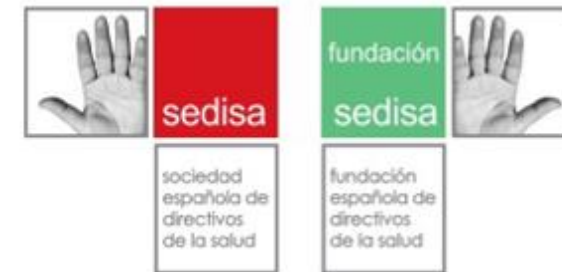 sedisa
sociedad
española de
directivos
de la salud
fundación
sedisa
fundación
española de
directivos
de la salud